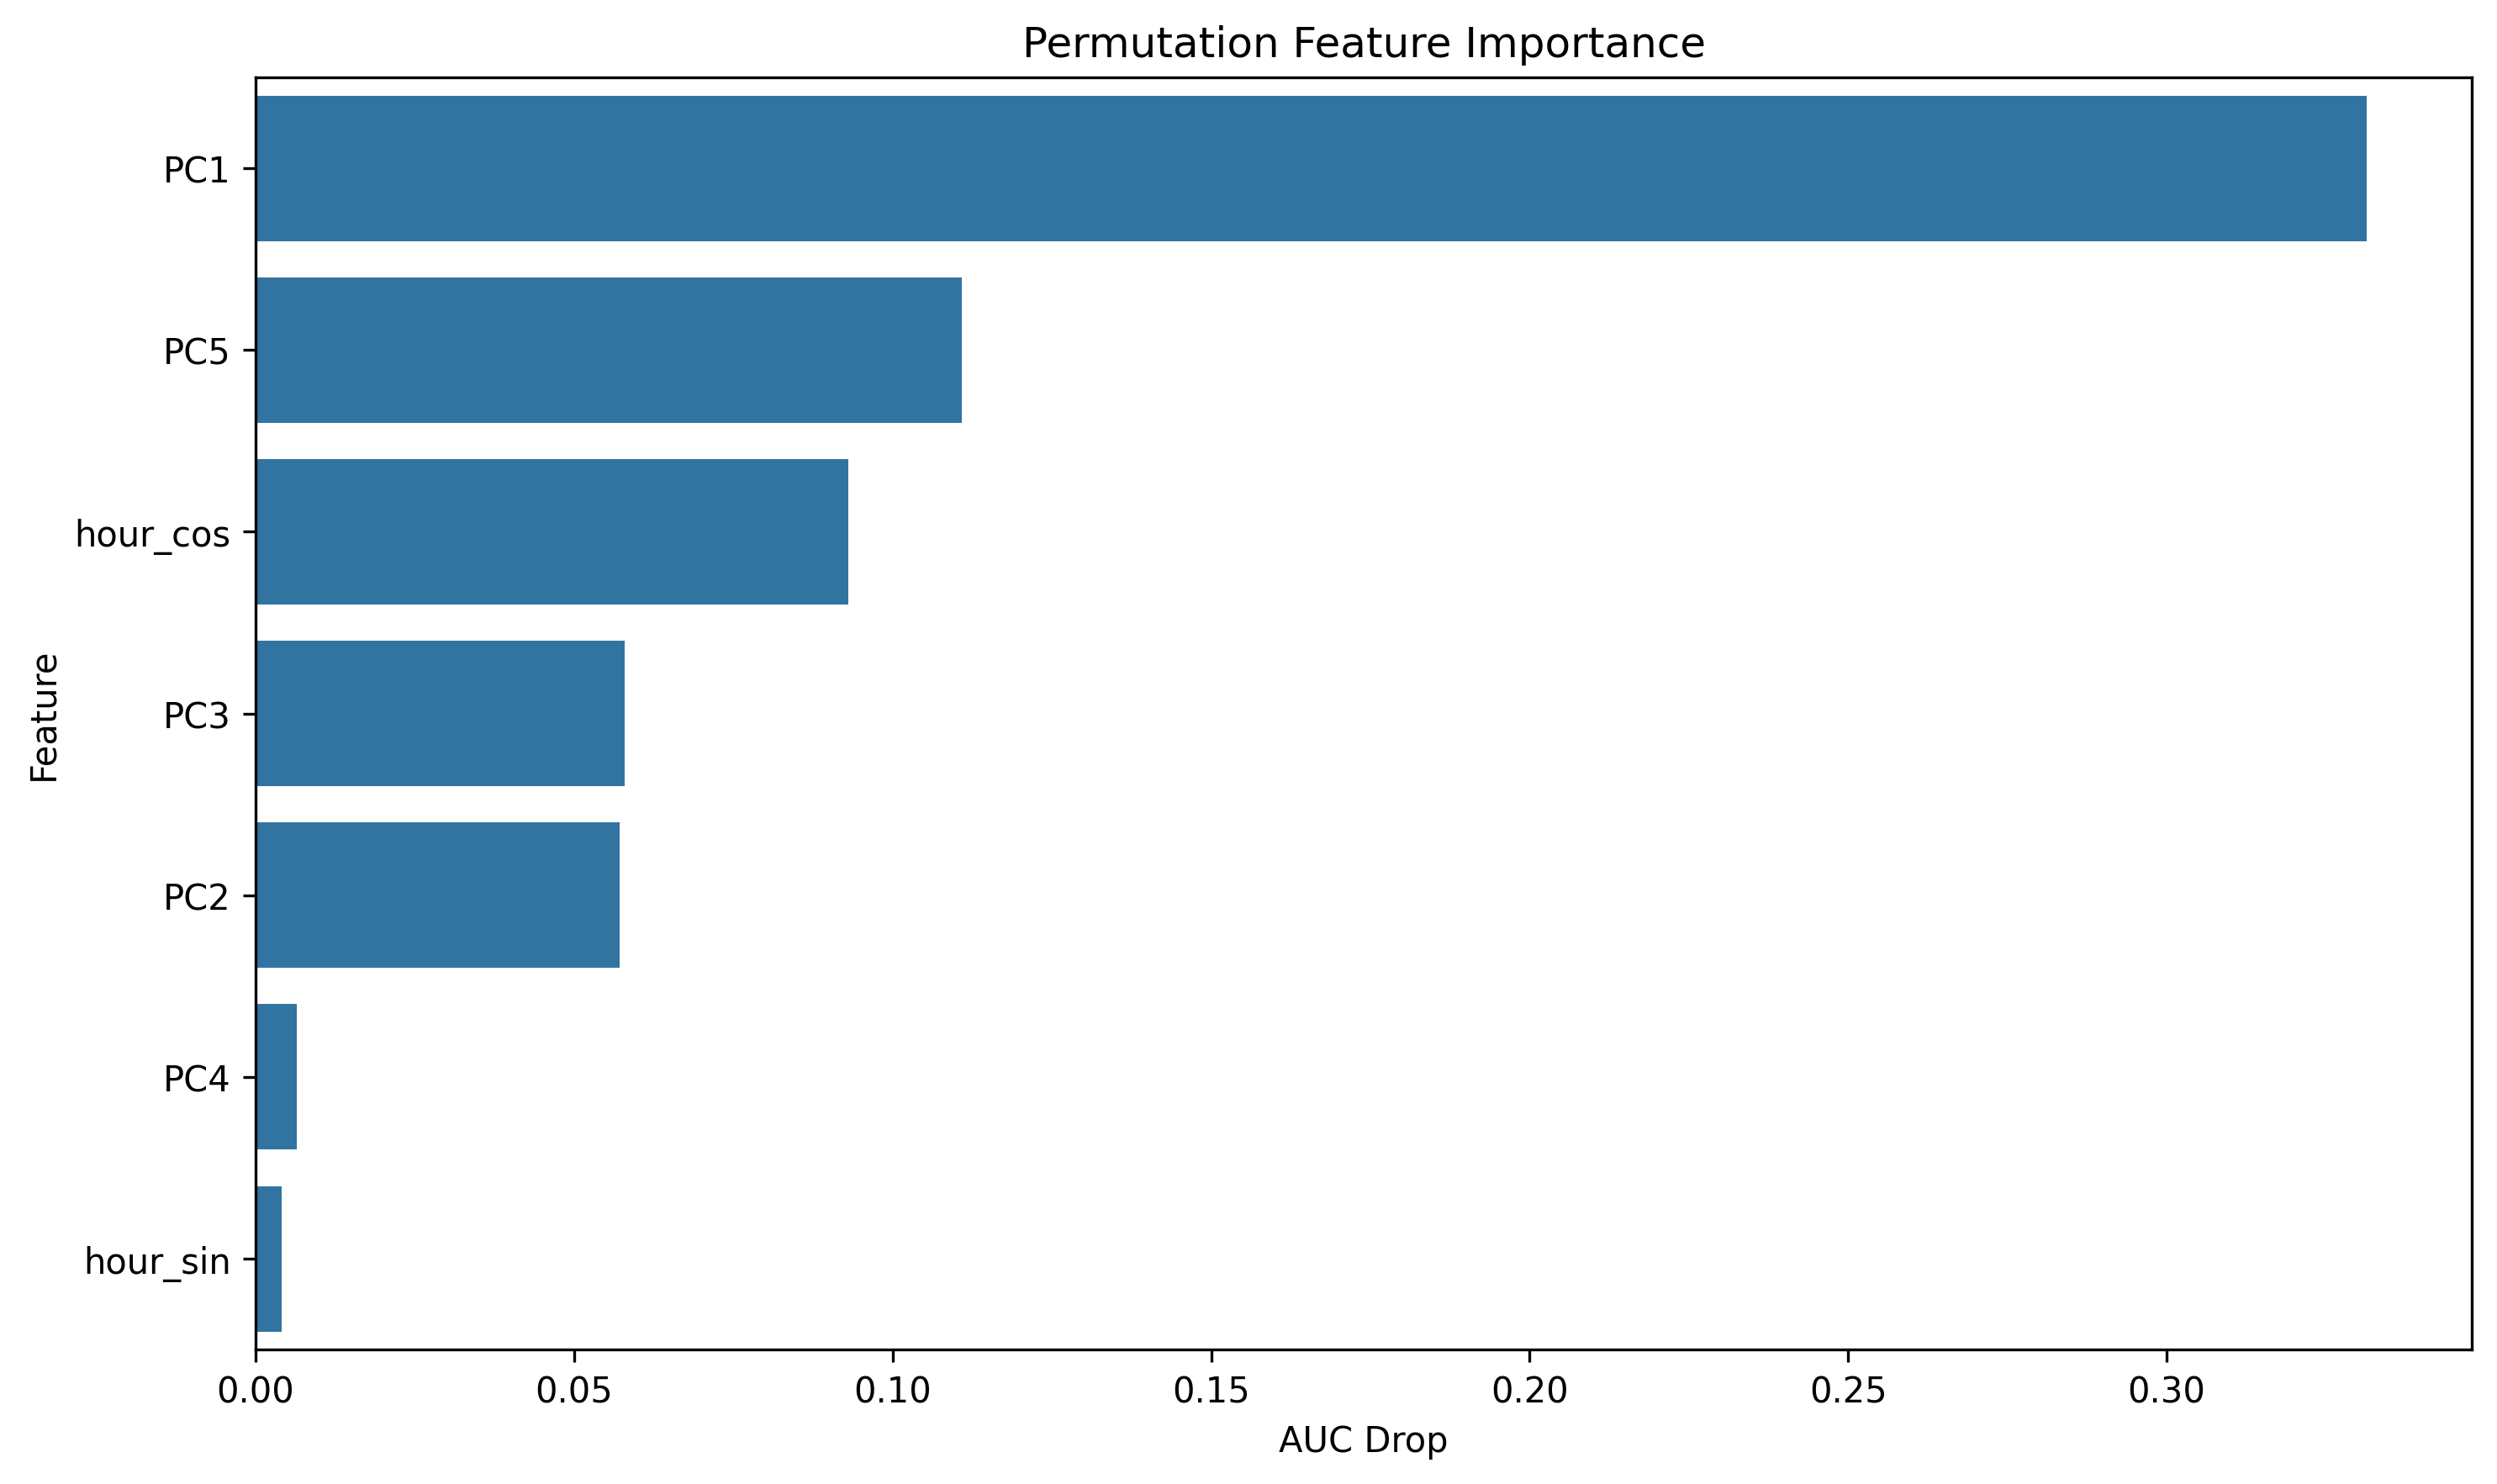 Permutation Feature Importance
PC1
PC5
hour_cos
PC3
PC2
PC4
hour_sin
Feature
0.00 0.05 0.10 0.15 0.20 0.25 0.30
AUC Drop